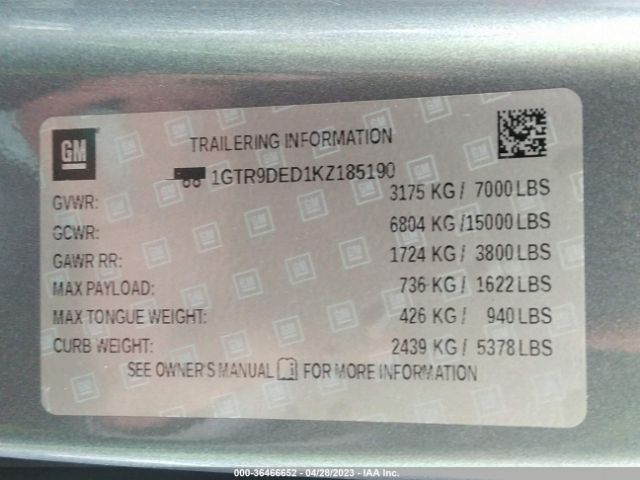 GM
TRAILERING INFORMATION
1GTR9DED1KZ185190
GVWR: 3175 KG / 7000 LBS
GCWR: 6804 KG /15000 LBS
GAWR RR: 1724 KG / 3800 LBS
MAX PAYLOAD: 736 KG / 1622 LBS
MAX TONGUE WEIGHT: 426 KG / 940 LBS
CURB WEIGHT: 2439 KG / 5378 LBS
SEE OWNER'S MANUAL FOR MORE INFORMATION
000-36466652 - 04/28/2023 - IAA Inc.